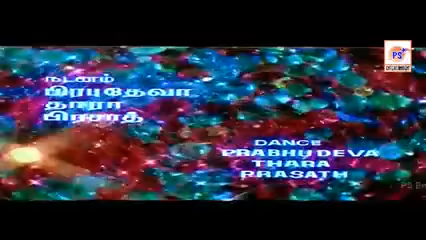 நடனம்
பிரபுதேவா
தாரா
பிரசாத்
DANCE
PRABHU DEVA
THARA
PRASATH
PS